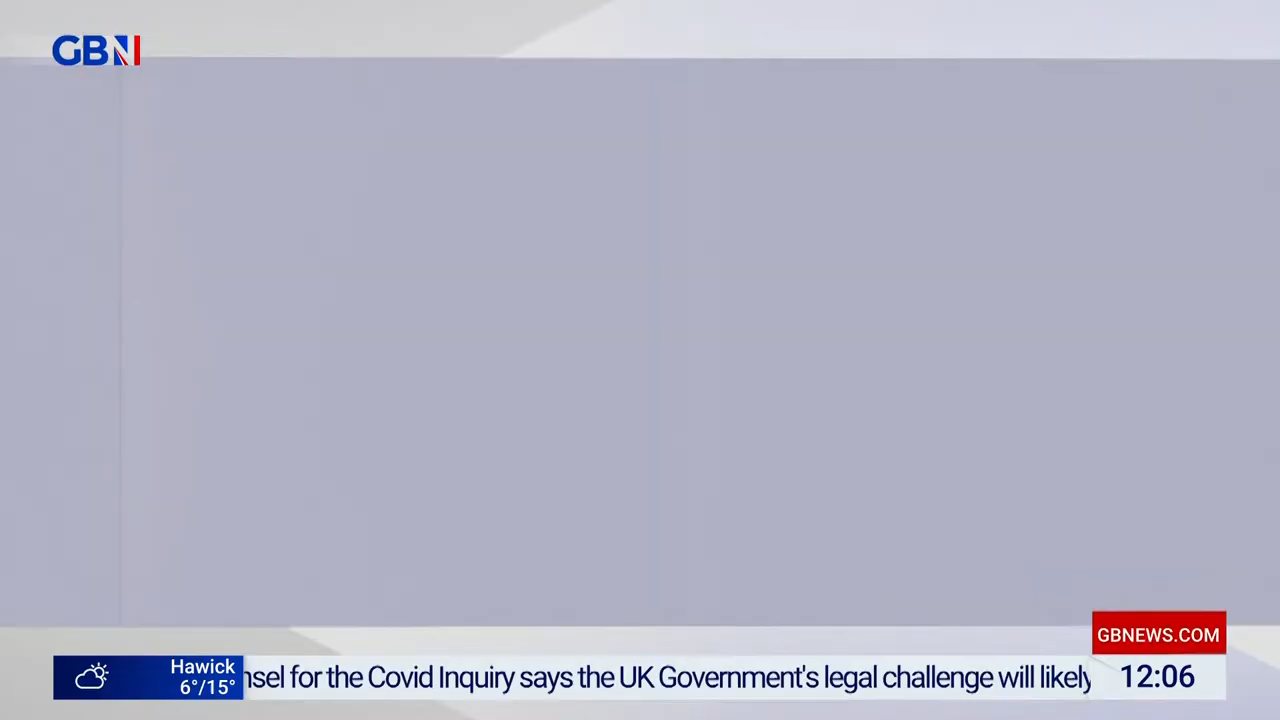 GBN
GBNEWS.COM
Hawick
6°/15°
for the Covid Inquiry says the UK Government's legal challenge will likely
12:06